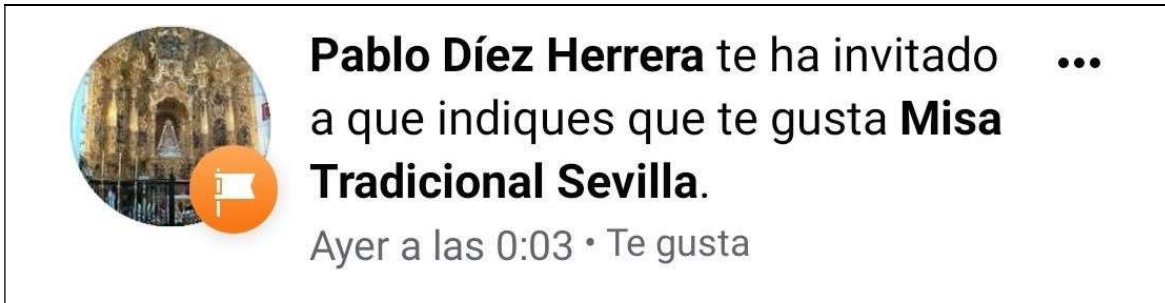 Pablo Díez Herrera te ha invitado
a que indiques que te gusta Misa
Tradicional Sevilla.
Ayer a las 0:03 · Te gusta